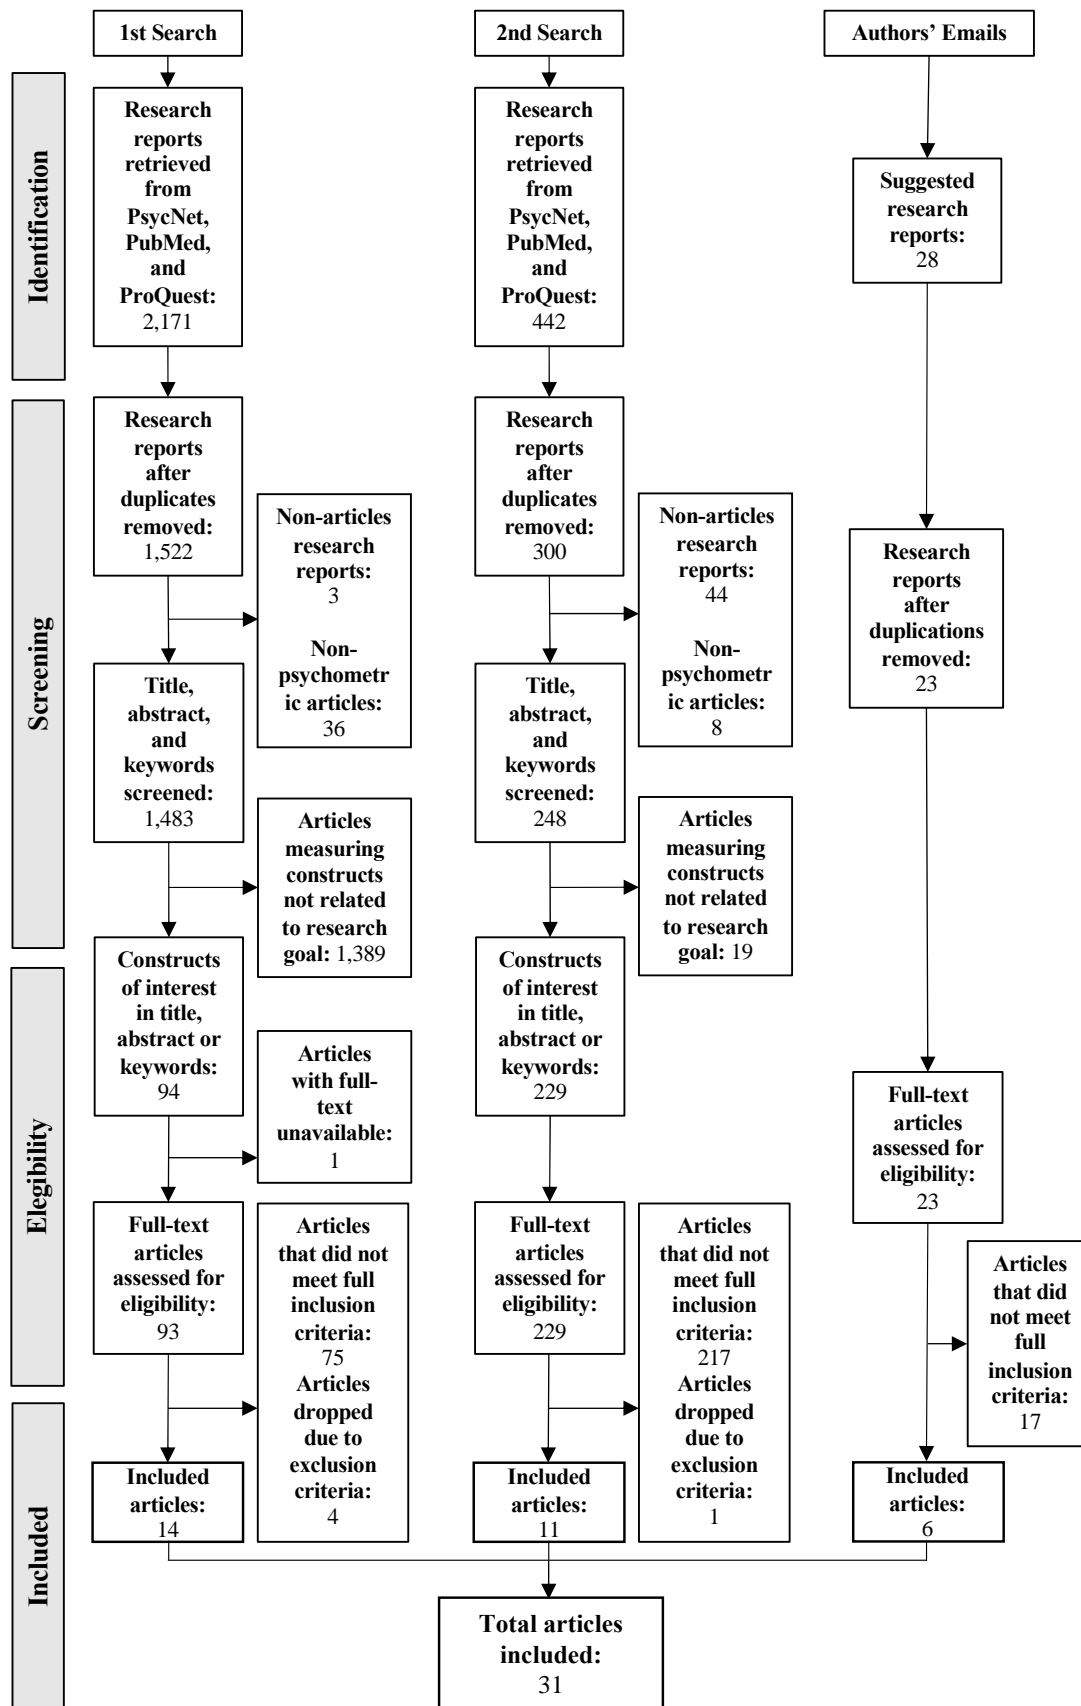 1st Search
2nd Search
Authors' Emails
Identification
Research
reports
retrieved
from
PsycNet,
PubMed,
and
ProQuest:
2,171
Research
reports
retrieved
from
PsycNet,
PubMed,
and
ProQuest:
442
Suggested
research
reports:
28
Screening
Research
reports
after
duplicates
removed:
1,522
Non-articles
research
reports:
3
Non-
psychometr
ic articles:
36
Research
reports
after
duplicates
removed:
300
Non-articles
research
reports:
44
Non-
psychometr
ic articles:
8
Research
reports
after
duplications
removed:
23
Title,
abstract,
and
keywords
screened:
1,483
Articles
measuring
constructs
not related
to research
goal: 1,389
Title,
abstract,
and
keywords
screened:
248
Articles
measuring
constructs
not related
to research
goal: 19
Elegibility
Constructs
of interest
in title,
abstract or
keywords:
94
Articles
with full-
text
unavailable:
1
Constructs
of interest
in title,
abstract or
keywords:
229
Full-text
articles
assessed for
eligibility:
23
Full-text
articles
assessed for
eligibility:
93
Articles
that did not
meet full
inclusion
criteria:
75
Articles
dropped
due to
exclusion
criteria:
4
Full-text
articles
assessed for
eligibility:
229
Articles
that did not
meet full
inclusion
criteria:
217
Articles
dropped
due to
exclusion
criteria:
1
Articles
that did not
meet
full
inclusion
criteria:
17
Included
Included
articles:
14
Included
articles:
11
Included
articles:
6
Total articles
included:
31